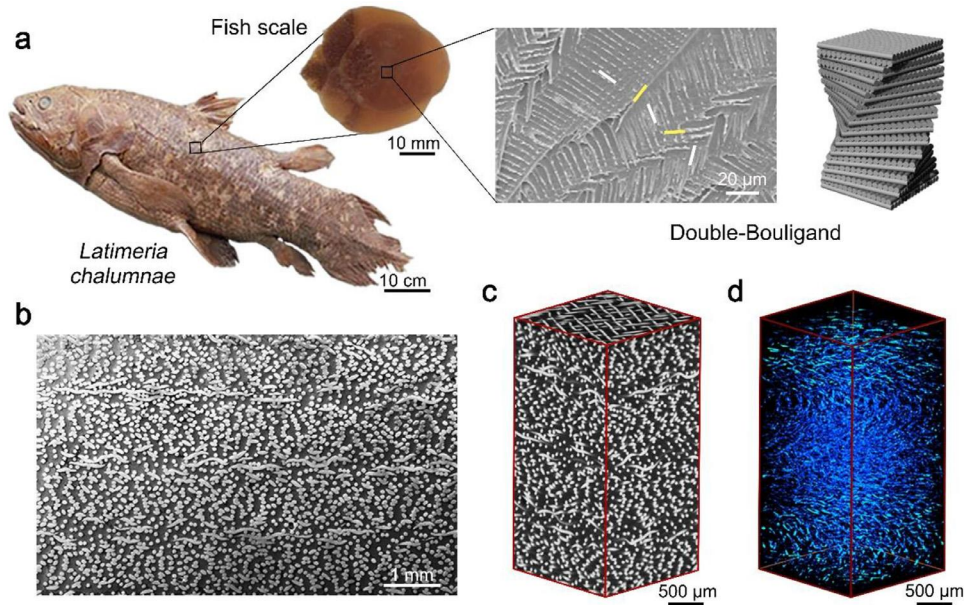 a
Fish scale
10 mm
20 μm
Double-Bouligand
Latimeria
chalumnae
10 cm
b
1 mm
c
500 μm
d
500 μm